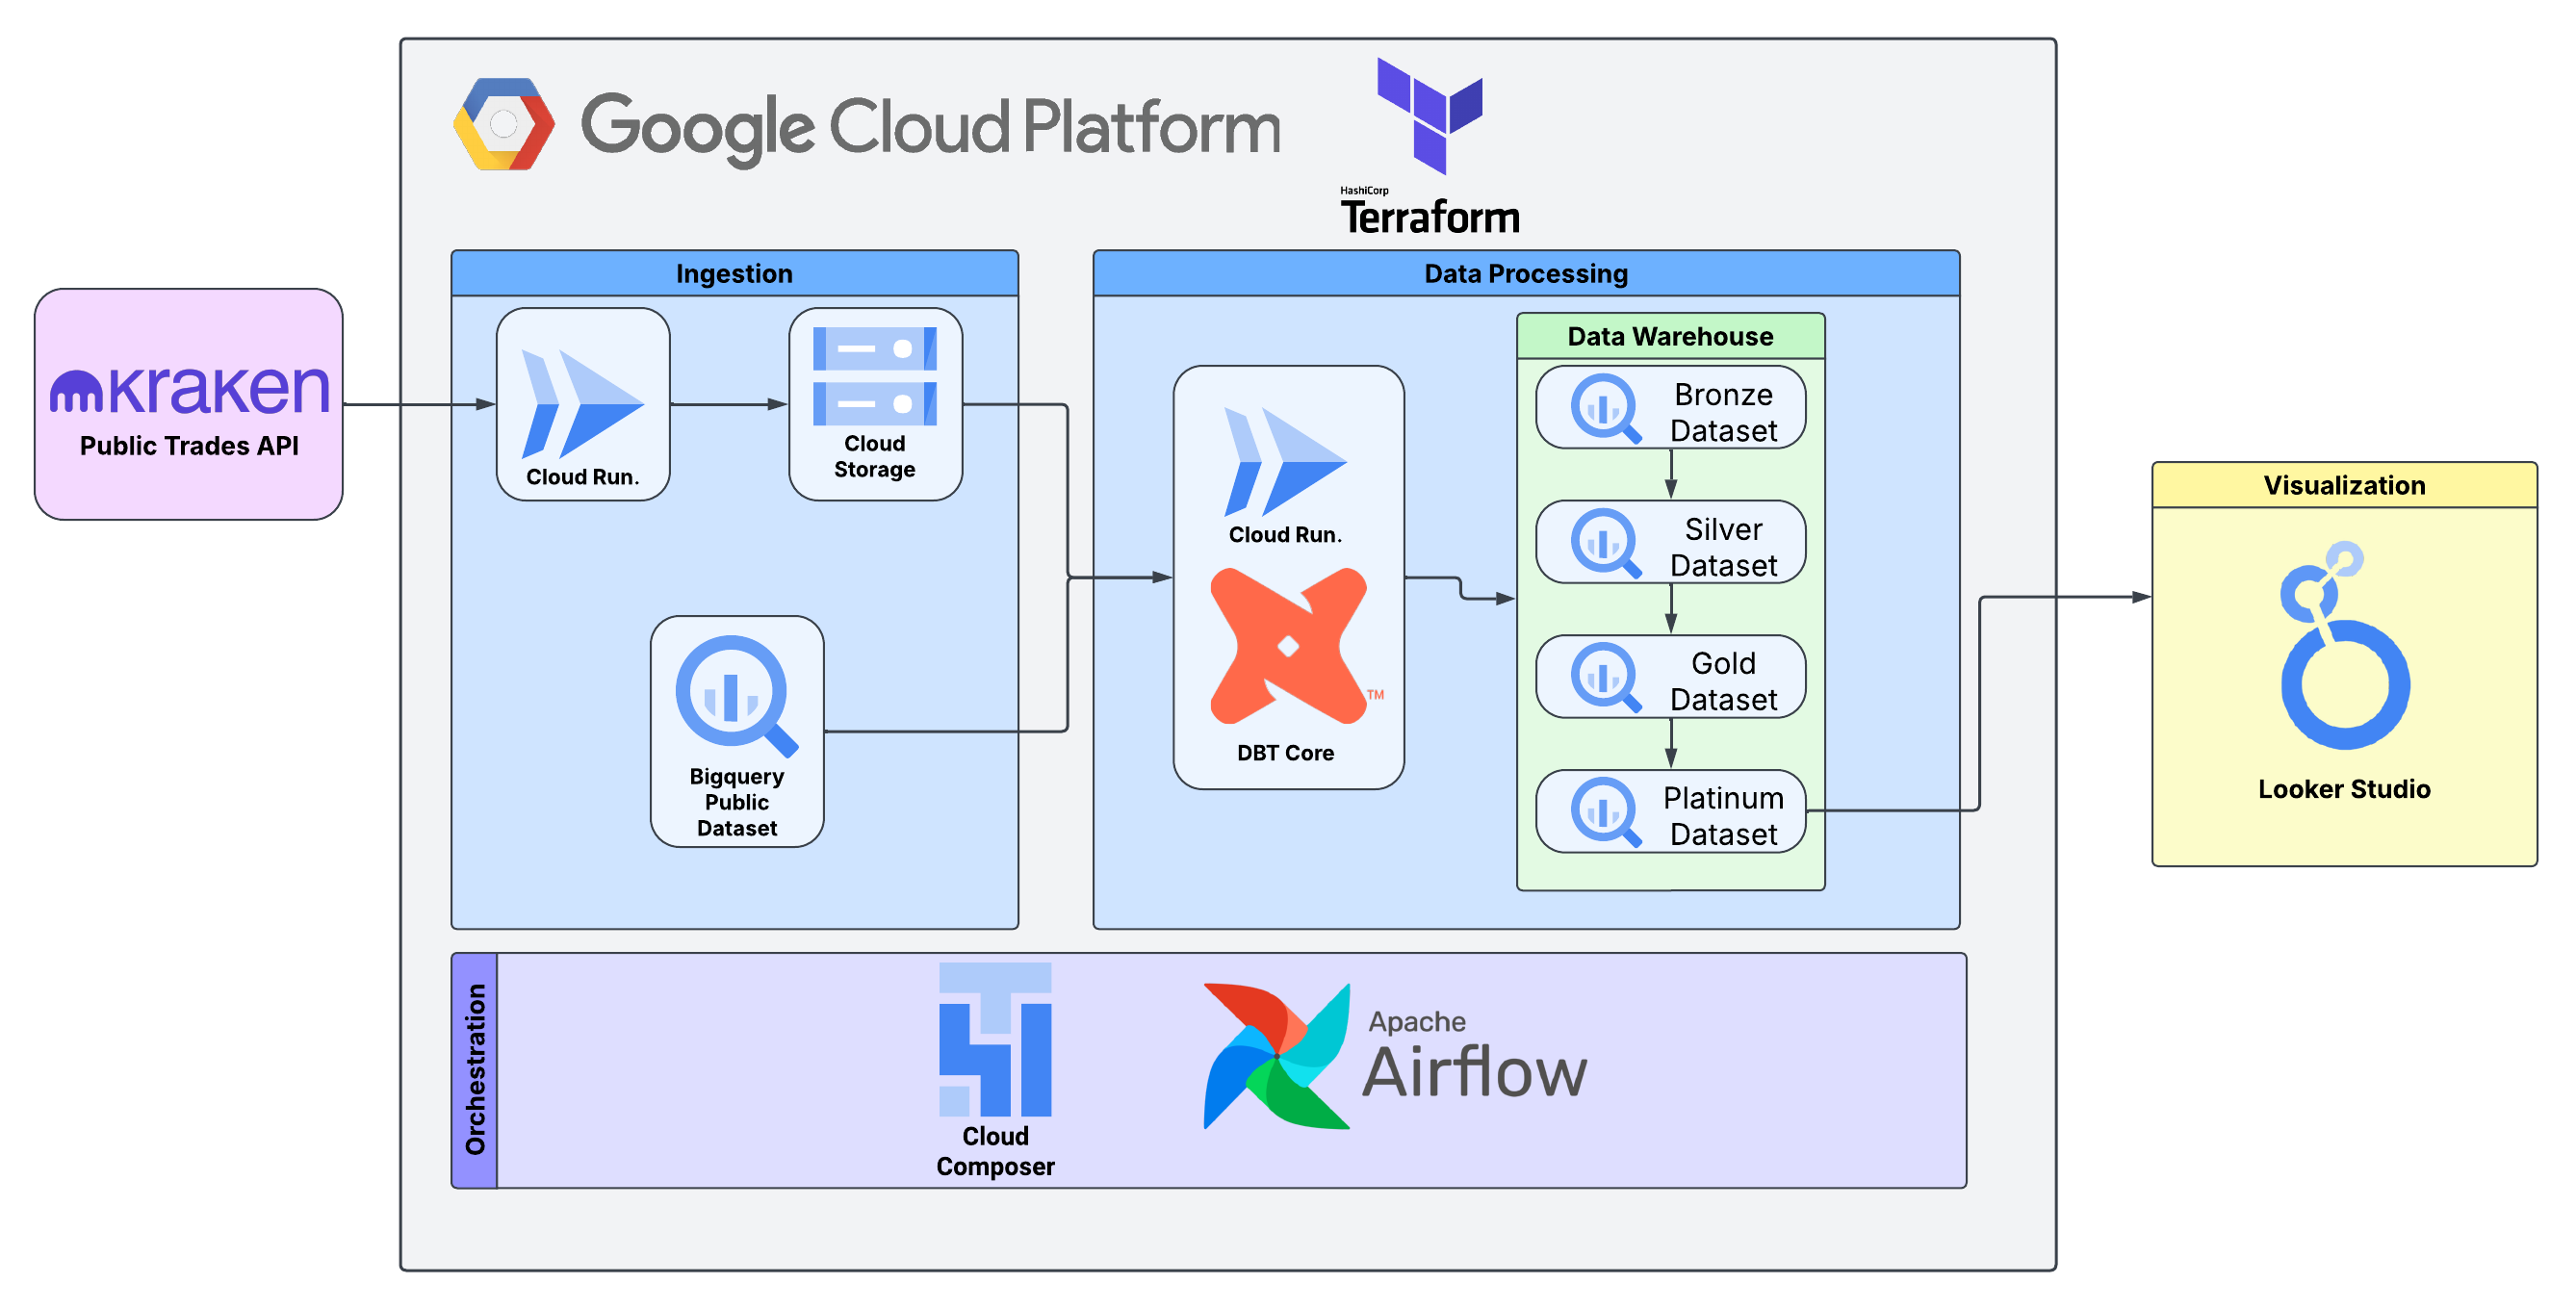 Google Cloud Platform
HashiCorp
Terraform
Ingestion
Data Processing
kraken
Public Trades API
Cloud Run.
Cloud
Storage
Bigquery
Public
Dataset
Cloud Run.
TM
DBT Core
Data Warehouse
Bronze
Dataset
Silver
Dataset
Gold
Dataset
Platinum
Dataset
Visualization
Looker Studio
Orchestration
Cloud
Composer
Apache
Airflow